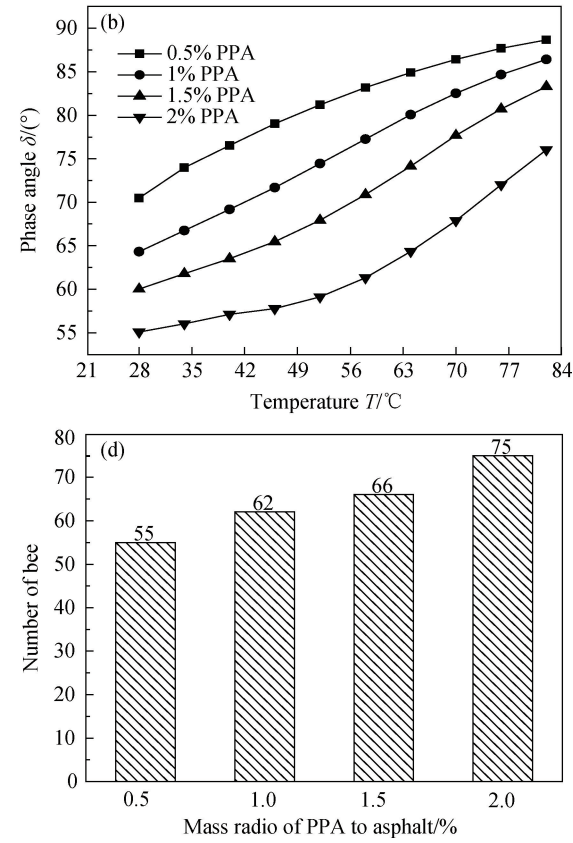 (b)
0.5% PPA
1% PPA
1.5% PPA
2% PPA
90
85
80
75
70
65
60
55
Phase angle δ/(°)
21 28 35 42 49 56 63 70 77 84
Temperature T/℃
(d)
80
70
60
50
40
30
20
10
0
Number of bee
55
62
66
75
0.5 1.0 1.5 2.0
Mass radio of PPA to asphalt/%